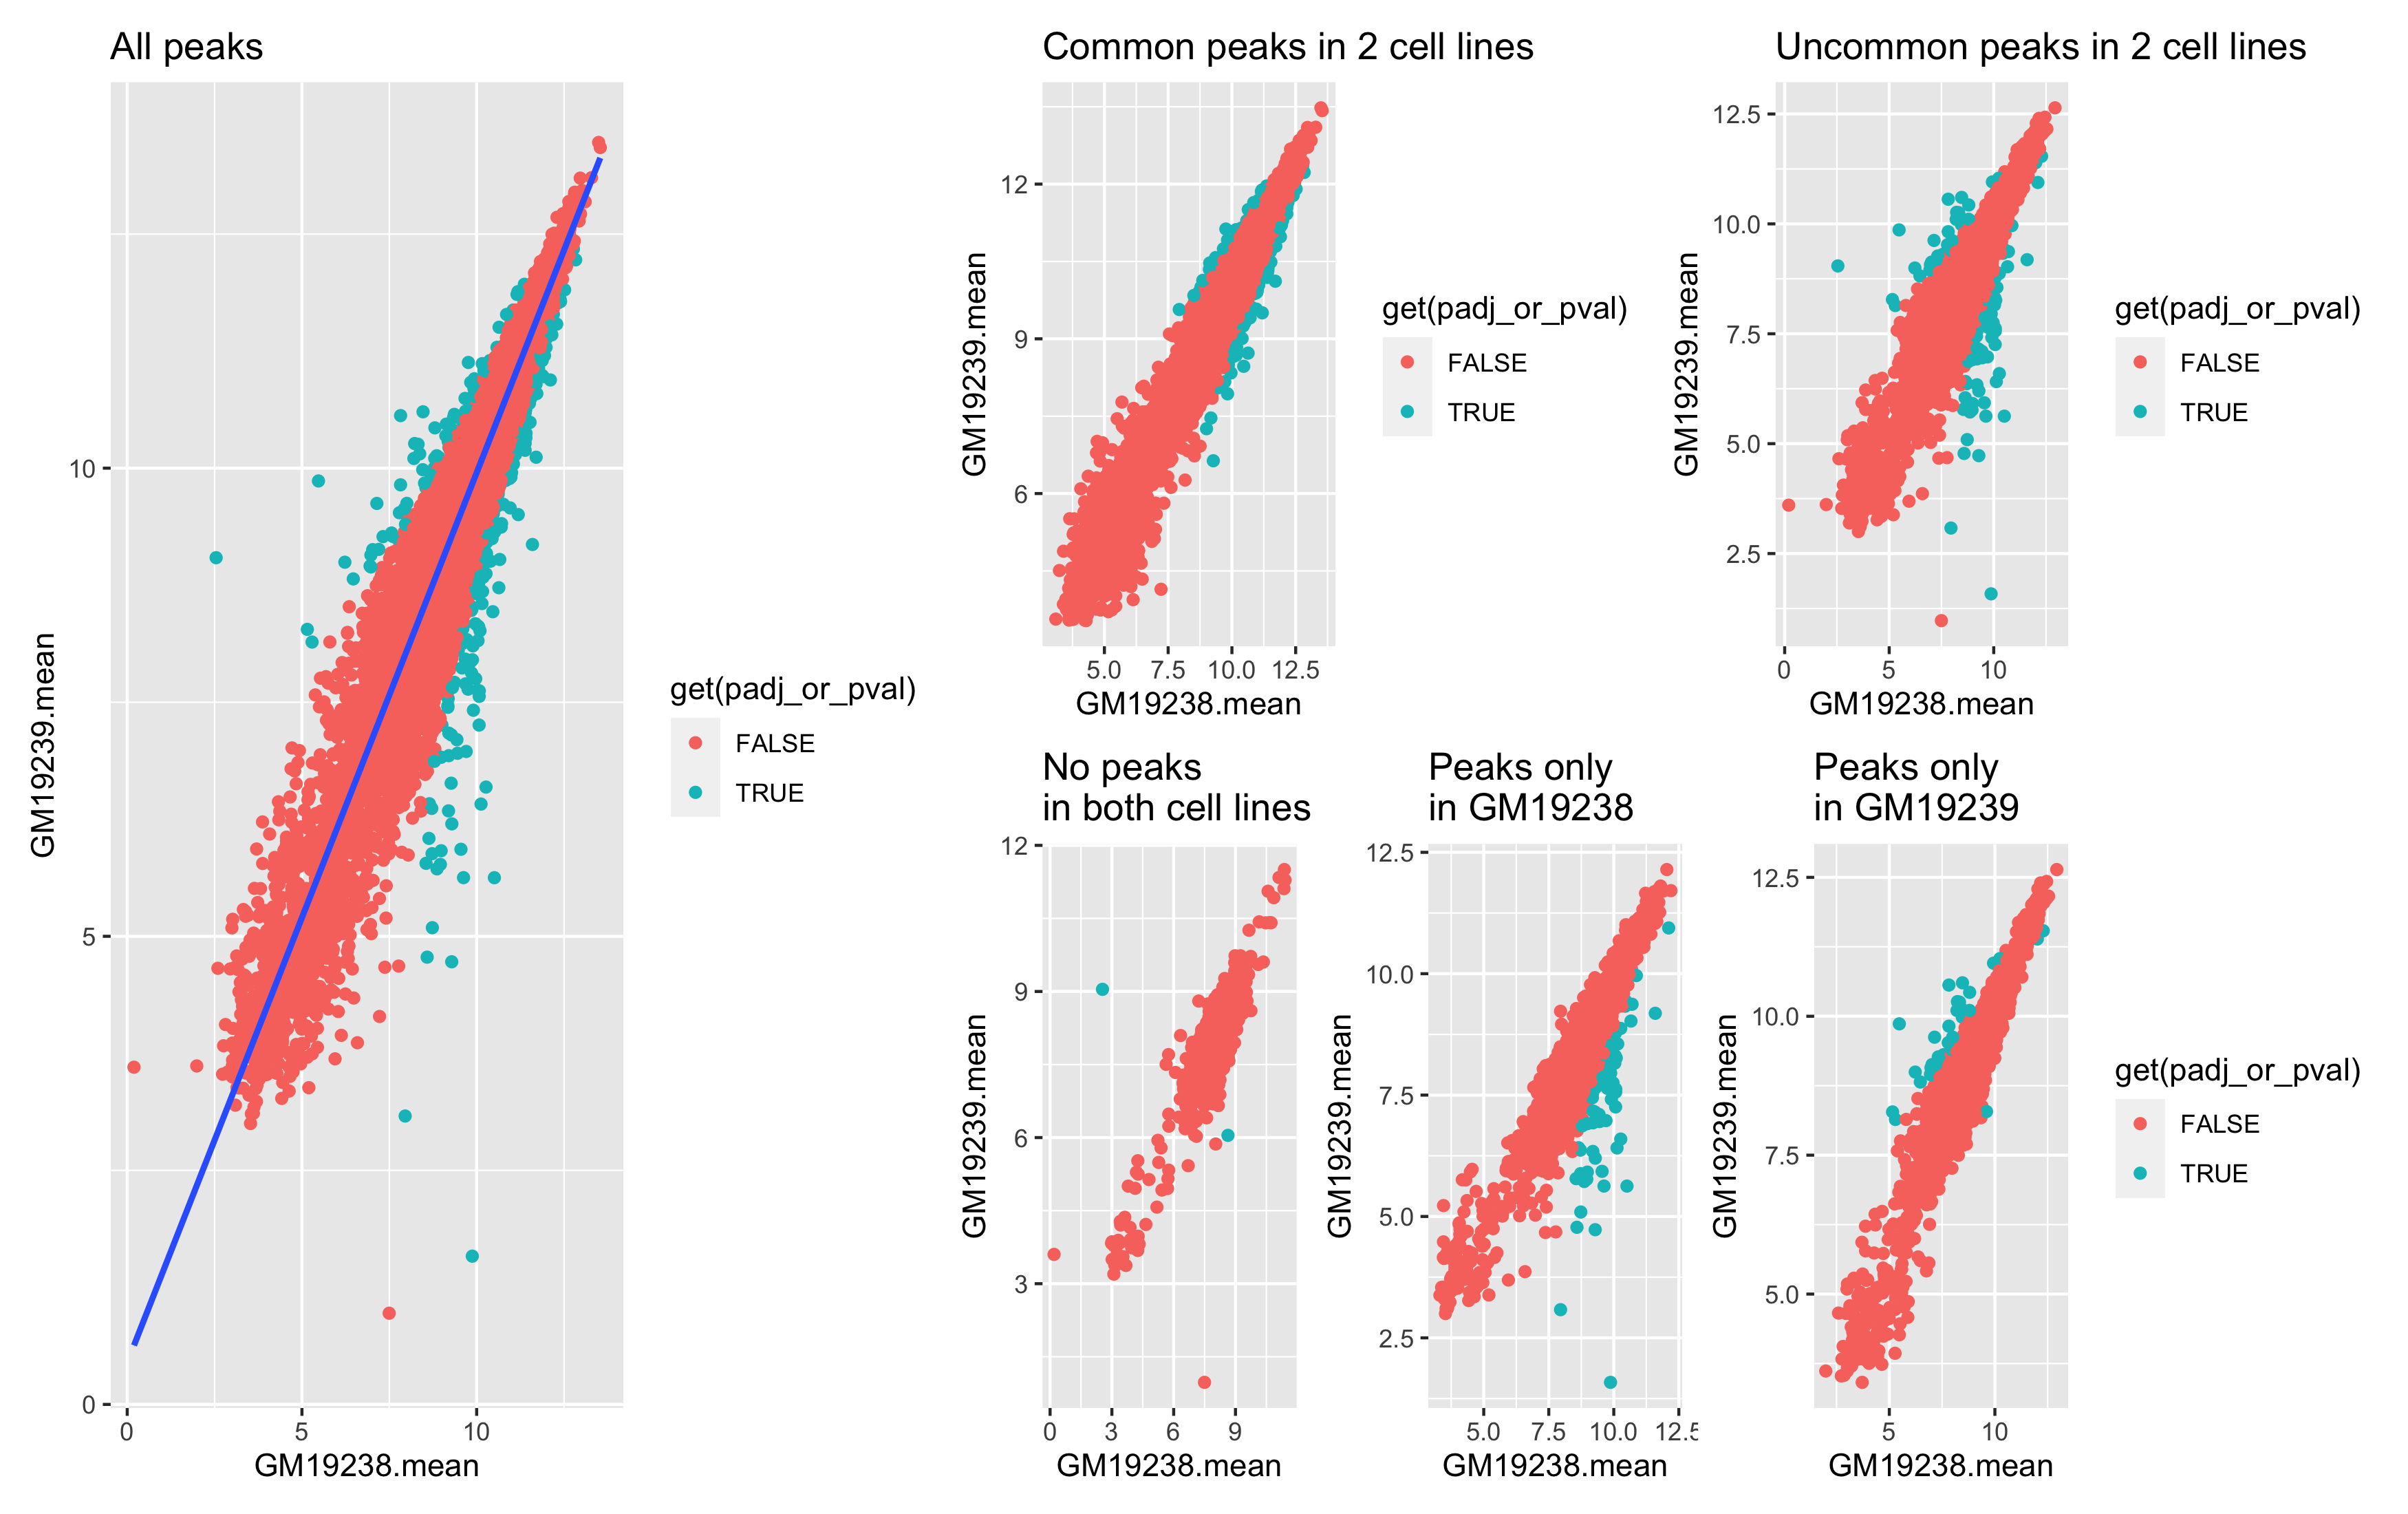 All peaks
GM19239.mean
10
5
0
0 5 10
GM19238.mean
get(padj_or_pval)
FALSE
TRUE
Common peaks in 2 cell lines
GM19239.mean
12
9
6
5.0 7.5 10.0 12.5
GM19238.mean
get(padj_or_pval)
FALSE
TRUE
Uncommon peaks in 2 cell lines
GM19239.mean
12.5
10.0
7.5
5.0
2.5
0 5 10
GM19238.mean
get(padj_or_pval)
FALSE
TRUE
No peaks
in both cell lines
GM19239.mean
12
9
6
3
0 3 6 9
GM19238.mean
Peaks only
in GM19238
GM19239.mean
12.5
10.0
7.5
5.0
2.5
5.0 7.5 10.0 12.5
GM19238.mean
Peaks only
in GM19239
GM19239.mean
12.5
10.0
7.5
5.0
5 10
GM19238.mean
get(padj_or_pval)
FALSE
TRUE